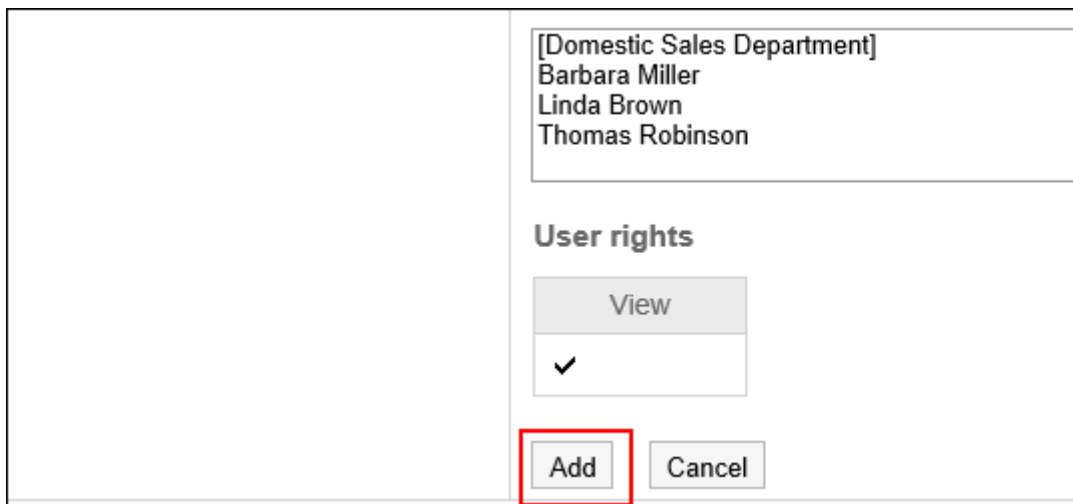 [Domestic Sales Department]
Barbara Miller
Linda Brown
Thomas Robinson
User rights
View
Add Cancel